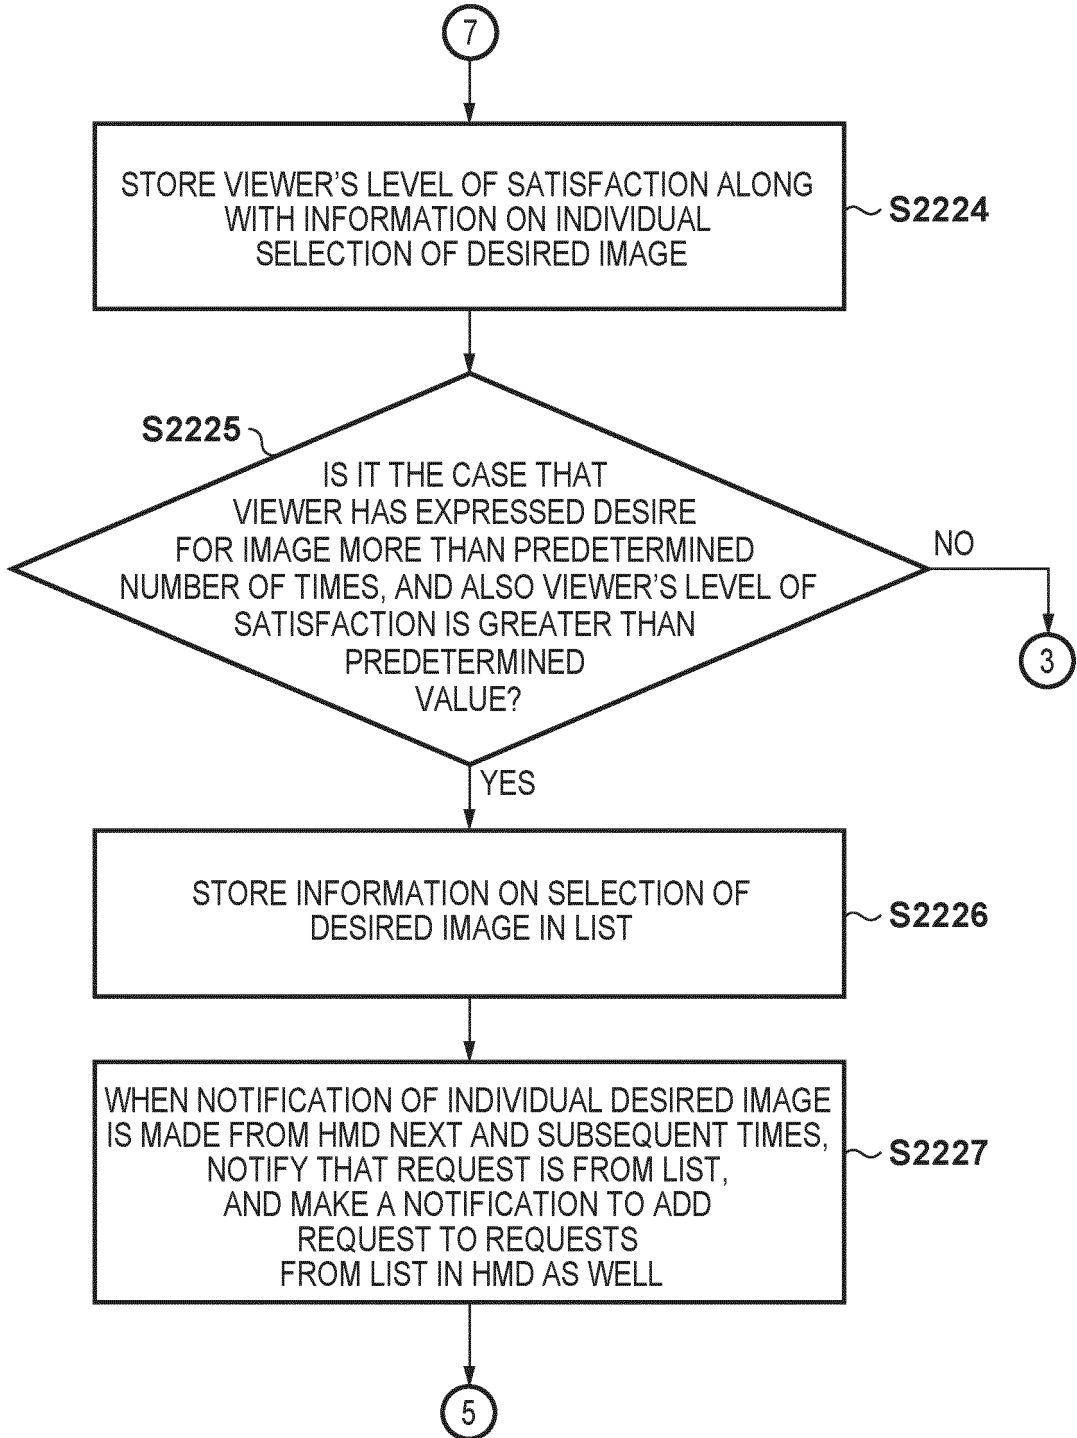 7
STORE VIEWER'S LEVEL OF SATISFACTION ALONG
WITH INFORMATION ON INDIVIDUAL
SELECTION OF DESIRED IMAGE
S2224
S2225
IS IT THE CASE THAT
VIEWER HAS EXPRESSED DESIRE
FOR IMAGE MORE THAN PREDETERMINED
NUMBER OF TIMES, AND ALSO VIEWER'S LEVEL OF
SATISFACTION IS GREATER THAN
PREDETERMINED
VALUE?
NO
3
YES
STORE INFORMATION ON SELECTION OF
DESIRED IMAGE IN LIST
S2226
WHEN NOTIFICATION OF INDIVIDUAL DESIRED IMAGE
IS MADE FROM HMD NEXT AND SUBSEQUENT TIMES,
NOTIFY THAT REQUEST IS FROM LIST,
AND MAKE A NOTIFICATION TO ADD
REQUEST TO REQUESTS
FROM LIST IN HMD AS WELL
S2227
5